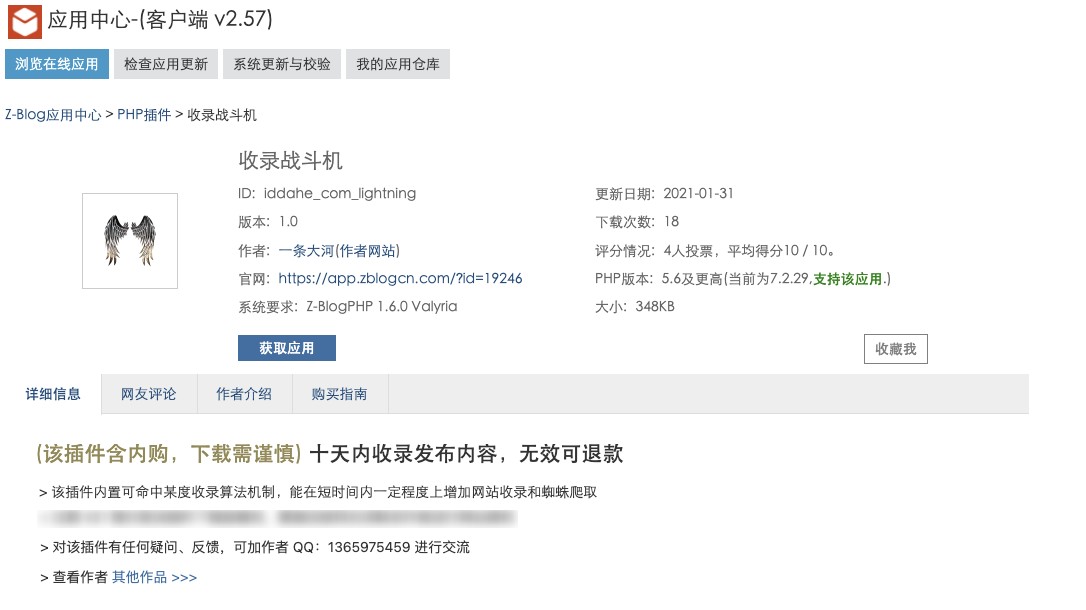 应用中心-(客户端 v2.57)
浏览在线应用 检查应用更新 系统更新与校验 我的应用仓库
Z-Blog应用中心 > PHP插件 > 收录战斗机
收录战斗机
ID: iddahe_com_lightning 更新日期: 2021-01-31
版本: 1.0 下载次数: 18
作者: 一条大河(作者网站) 评分情况: 4人投票，平均得分10 / 10。
官网: https://app.zblogcn.com/?id=19246 PHP版本: 5.6及更高(当前为7.2.29,支持该应用.)
系统要求: Z-BlogPHP 1.6.0 Valyria 大小: 348KB
获取应用 收藏我
详细信息 网友评论 作者介绍 购买指南
(该插件含内购，下载需谨慎) 十天内收录发布内容，无效可退款
> 该插件内置可命中某度收录算法机制，能在短时间内一定程度上增加网站收录和蜘蛛爬取
> 对该插件有任何疑问、反馈，可加作者 QQ：1365975459 进行交流
> 查看作者 其他作品 >>>